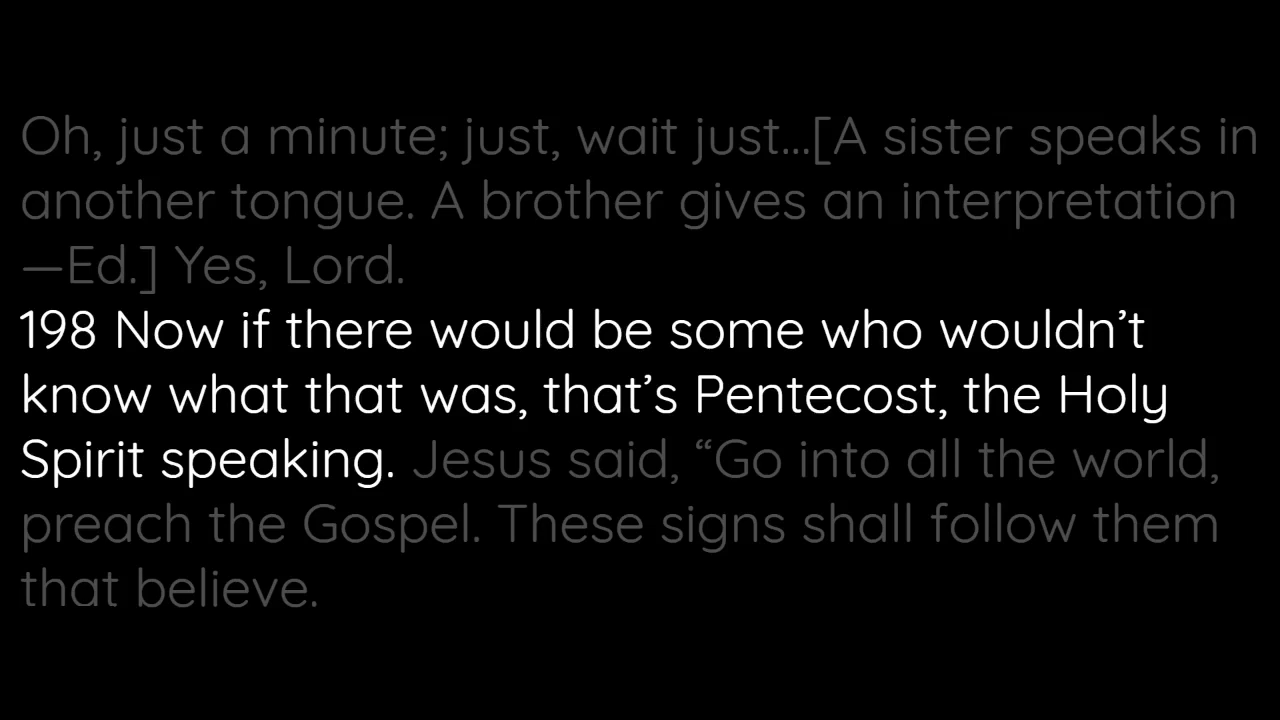 Oh, just a minute; just, wait just...[A sister speaks in
another tongue. A brother gives an interpretation
—Ed.] Yes, Lord.
198 Now if there would be some who wouldn’t
know what that was, that’s Pentecost, the Holy
Spirit speaking. Jesus said, “Go into all the world,
preach the Gospel. These signs shall follow them
that believe.